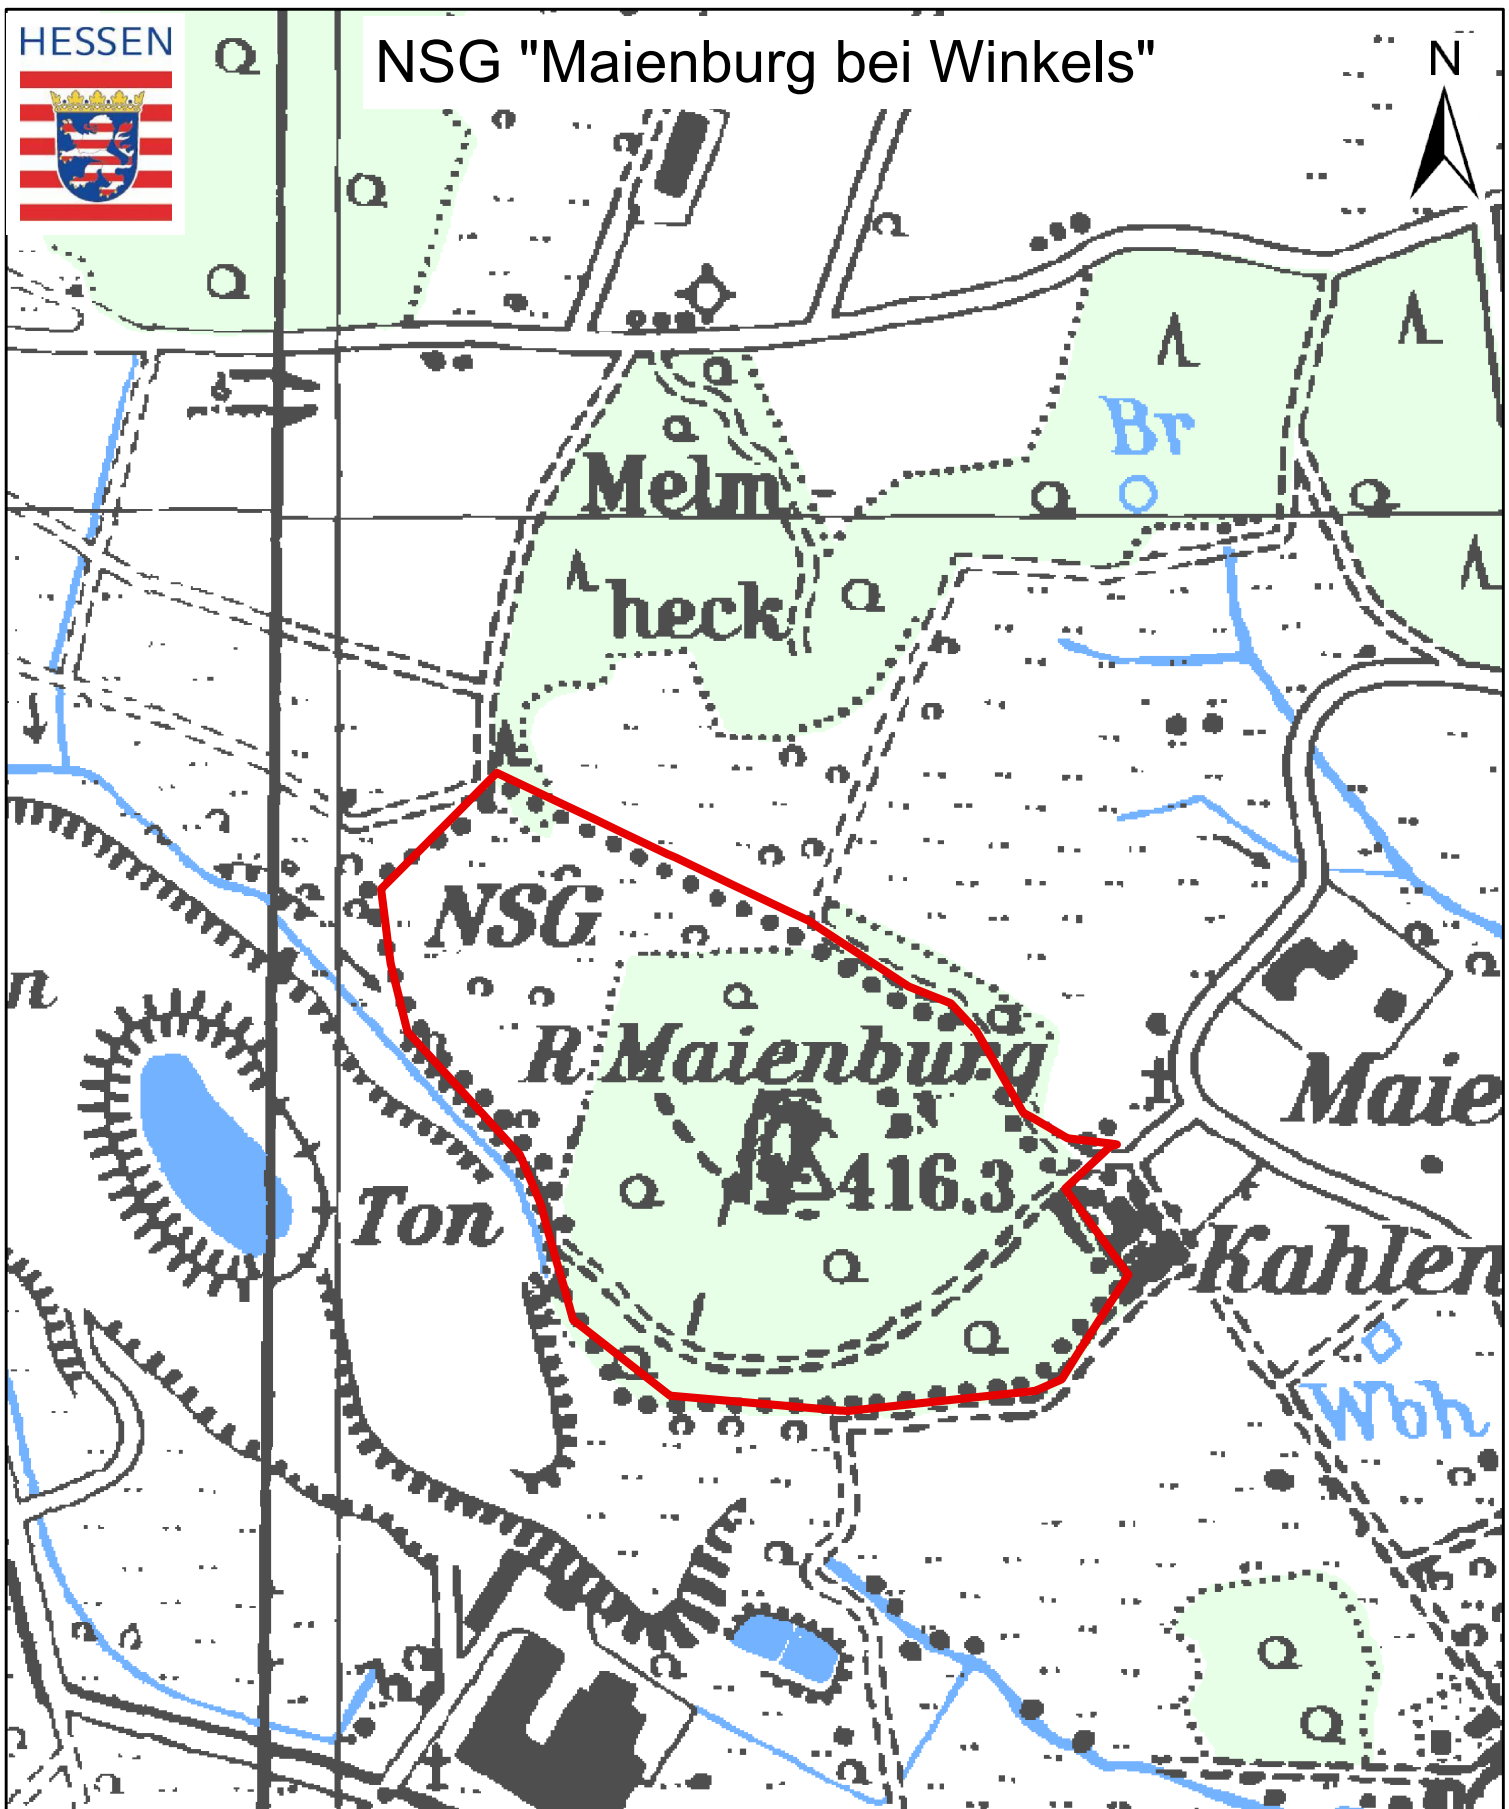 HESSEN
NSG "Maienburg bei Winkels"
N
Br
Melm
heck
NSG
n
R Maienburg
Maie
416.3
Ton
Kahlen
Wbh